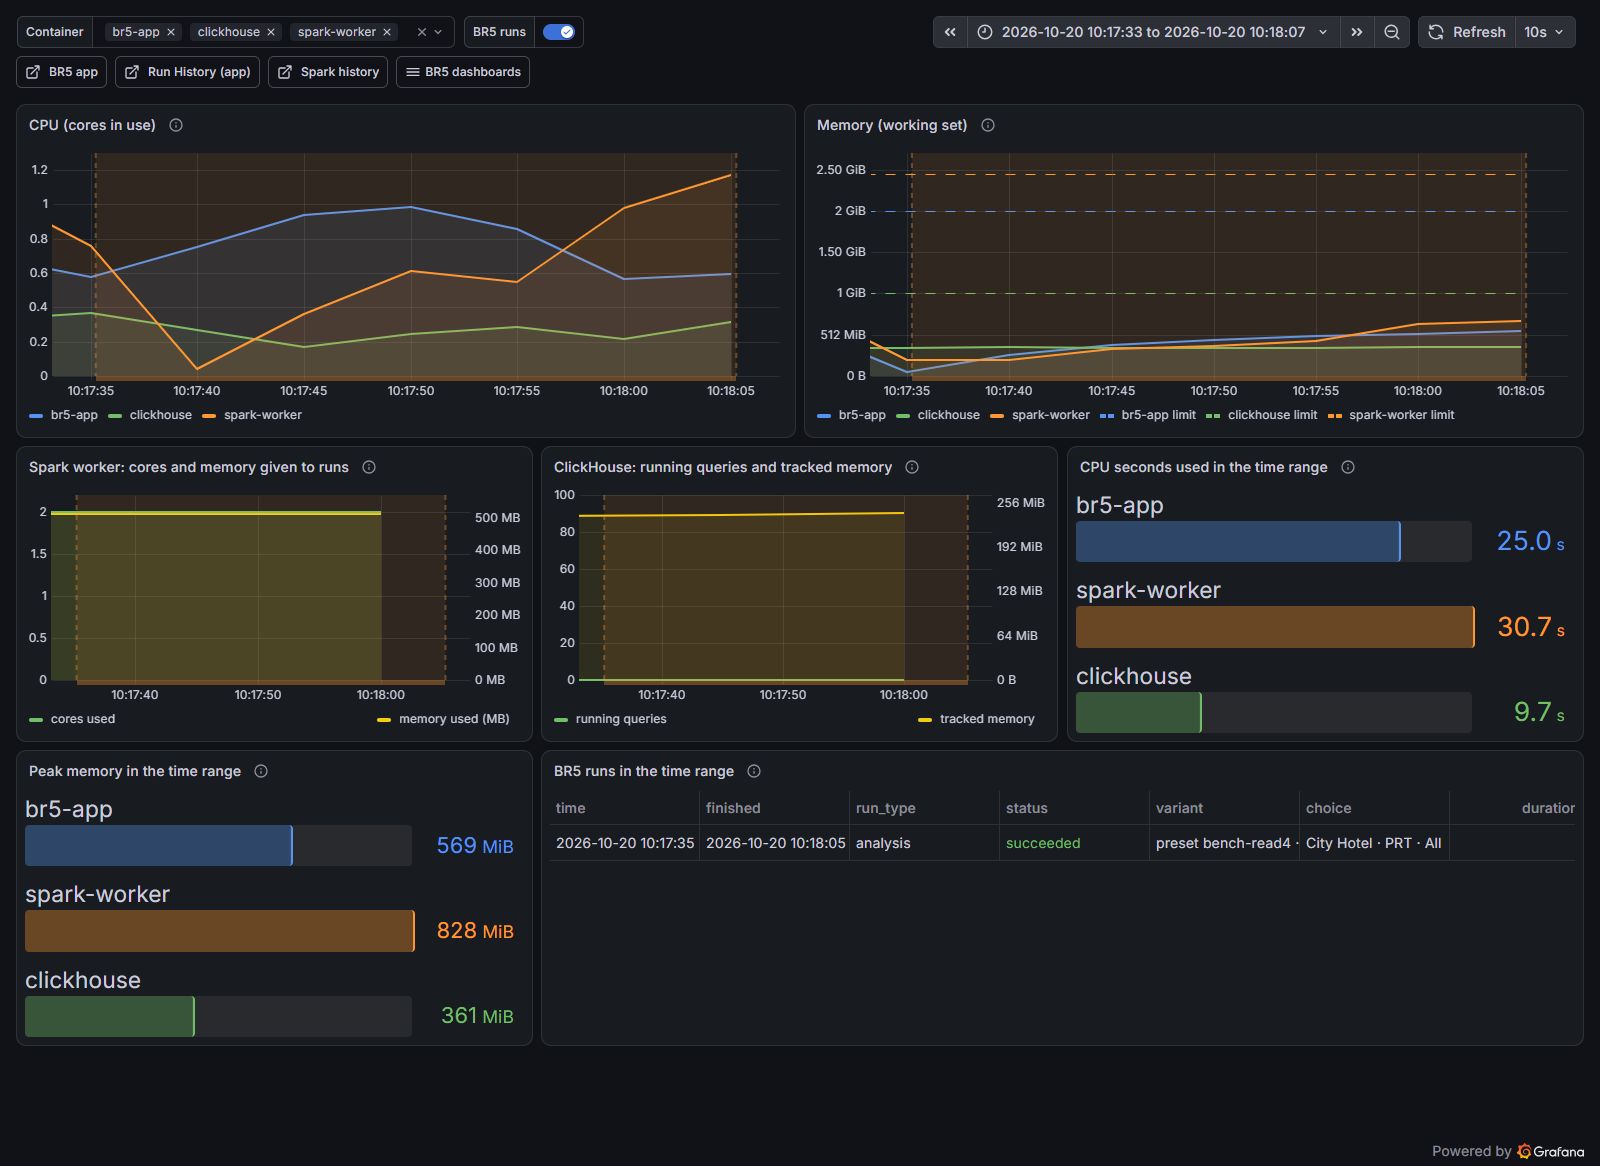 Container br5-app clickhouse spark-worker BR5 runs 2026-10-20 10:17:33 to 2026-10-20 10:18:07 Refresh 10s
BR5 app Run History (app) Spark history BR5 dashboards
CPU (cores in use)
1.2
1
0.8
0.6
0.4
0.2
0
10:17:35 10:17:40 10:17:45 10:17:50 10:17:55 10:18:00 10:18:05
br5-app clickhouse spark-worker
Memory (working set)
2.50 GiB
2 GiB
1.50 GiB
1 GiB
512 MiB
0 B
10:17:35 10:17:40 10:17:45 10:17:50 10:17:55 10:18:00 10:18:05
br5-app clickhouse spark-worker br5-app limit clickhouse limit spark-worker limit
Spark worker: cores and memory given to runs
2
1.5
1
0.5
0
500 MB
400 MB
300 MB
200 MB
100 MB
0 MB
10:17:40 10:17:50 10:18:00
cores used memory used (MB)
ClickHouse: running queries and tracked memory
100
80
60
40
20
0
256 MiB
192 MiB
128 MiB
64 MiB
0 B
10:17:40 10:17:50 10:18:00
running queries tracked memory
CPU seconds used in the time range
br5-app
25.0 s
spark-worker
30.7 s
clickhouse
9.7 s
Peak memory in the time range
br5-app
569 MiB
spark-worker
828 MiB
clickhouse
361 MiB
BR5 runs in the time range
time finished run_type status variant choice duration
2026-10-20 10:17:35 2026-10-20 10:18:05 analysis succeeded preset bench-read4 · City Hotel · PRT · All
Powered by Grafana